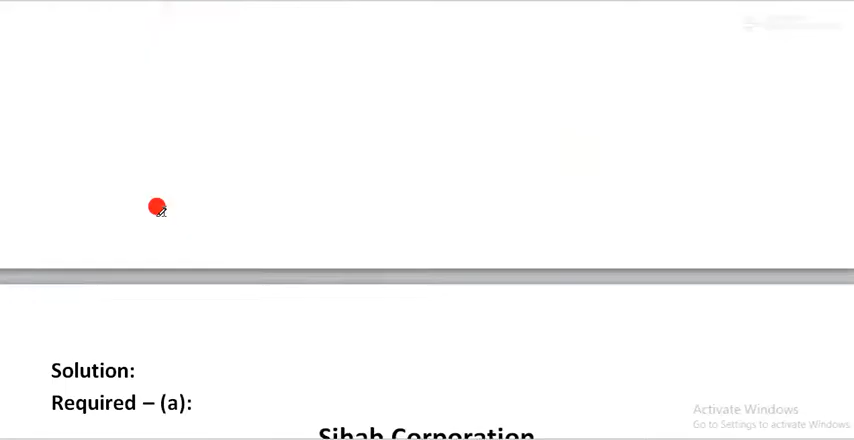 Solution:
Required – (a):
Sihab Corporation
Activate Windows
Go to Settings to activate Windows.